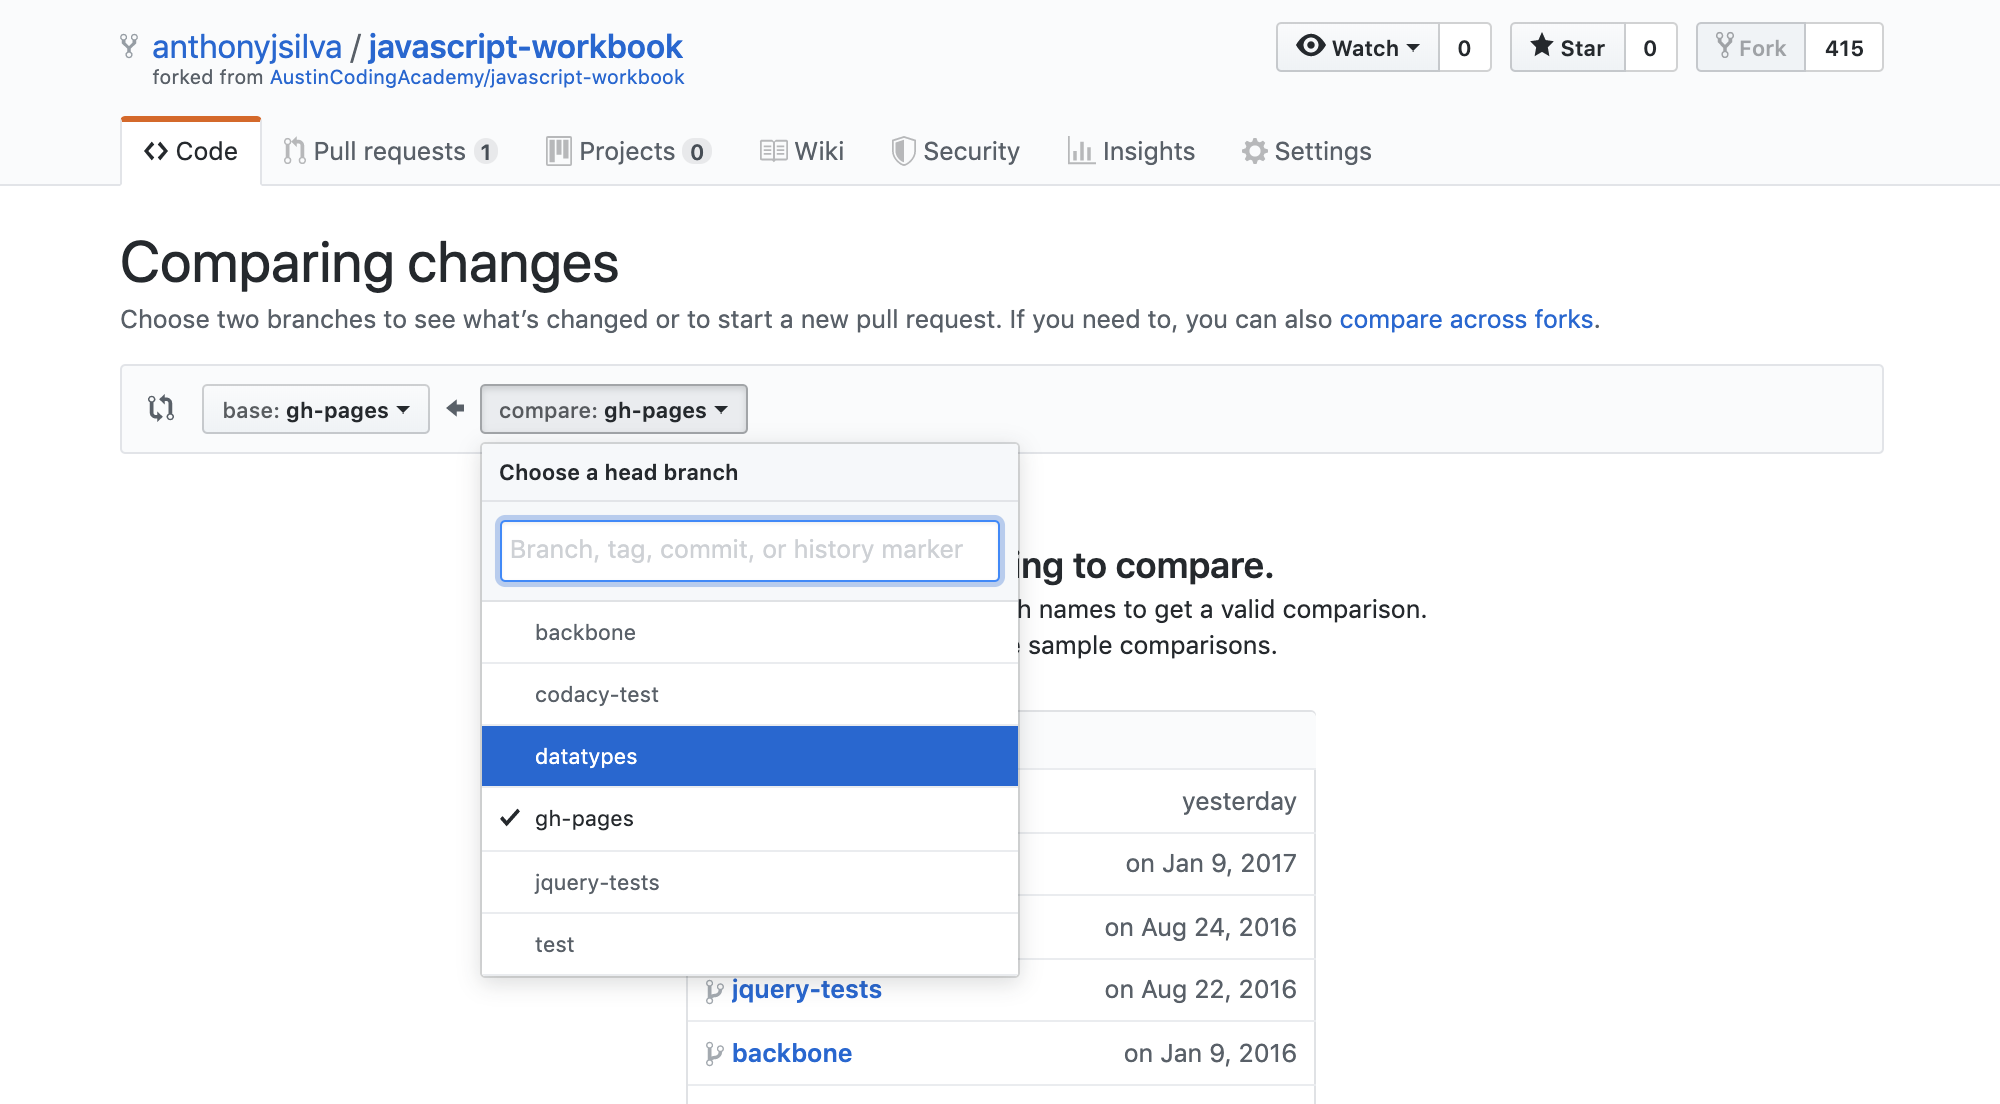 anthonyjsilva / javascript-workbook
forked from AustinCodingAcademy/javascript-workbook
Watch 0 Star 0 Fork 415
Code Pull requests 1 Projects 0 Wiki Security Insights Settings
Comparing changes
Choose two branches to see what’s changed or to start a new pull request. If you need to, you can also compare across forks.
base: gh-pages compare: gh-pages
Choose a head branch
Branch, tag, commit, or history marker
to compare.
names to get a valid comparison.
sample comparisons.
backbone
codacy-test
datatypes
gh-pages
jquery-tests
test
yesterday
on Jan 9, 2017
on Aug 24, 2016
jquery-tests on Aug 22, 2016
backbone on Jan 9, 2016